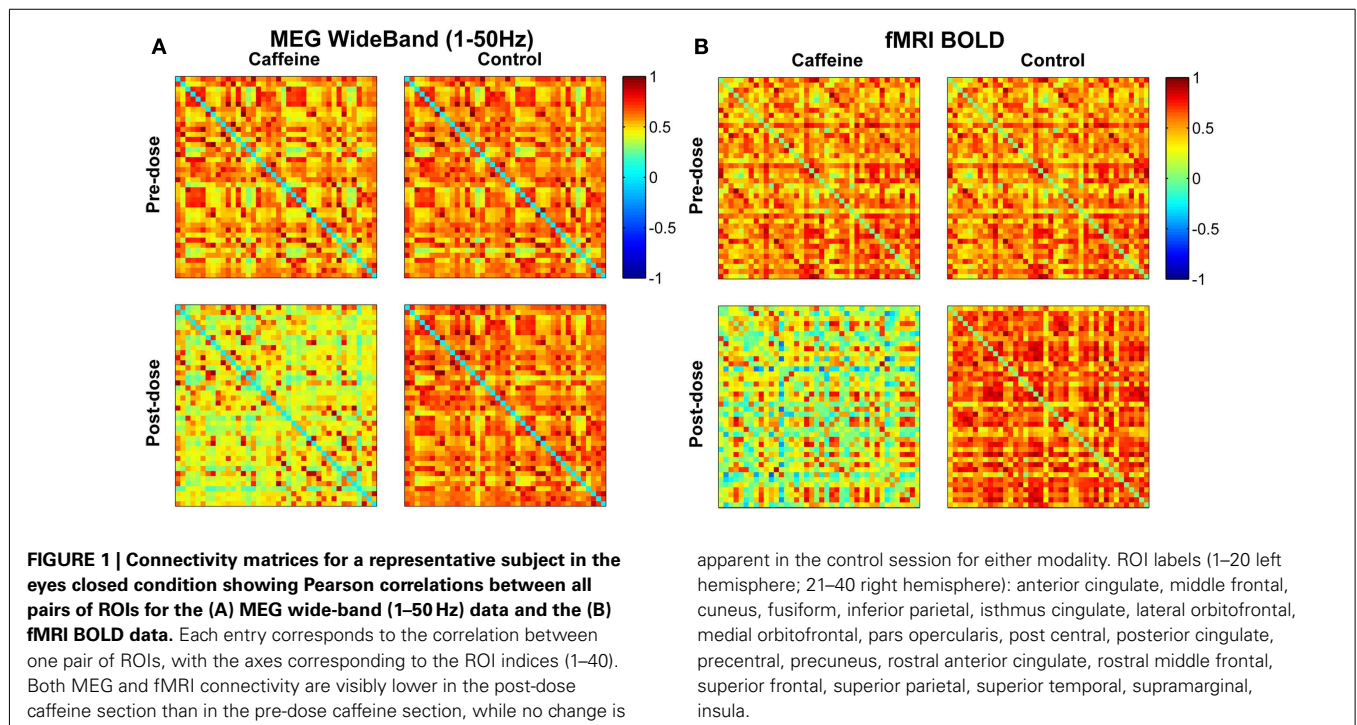 A
MEG WideBand (1-50Hz)
Caffeine
Control
Pre-dose
Post-dose
1
0.5
0
-0.5
-1
B
fMRI BOLD
Caffeine
Control
Pre-dose
Post-dose
1
0.5
0
-0.5
-1
FIGURE 1 | Connectivity matrices for a representative subject in the
eyes closed condition showing Pearson correlations between all
pairs of ROIs for the (A) MEG wide-band (1–50 Hz) data and the (B)
fMRI BOLD data. Each entry corresponds to the correlation between
one pair of ROIs, with the axes corresponding to the ROI indices (1–40).
Both MEG and fMRI connectivity are visibly lower in the post-dose
caffeine section than in the pre-dose caffeine section, while no change is
apparent in the control session for either modality. ROI labels (1–20 left
hemisphere; 21–40 right hemisphere): anterior cingulate, middle frontal,
cuneus, fusiform, inferior parietal, isthmus cingulate, lateral orbitofrontal,
medial orbitofrontal, pars opercularis, post central, posterior cingulate,
precentral, precuneus, rostral anterior cingulate, rostral middle frontal,
superior frontal, superior parietal, superior temporal, supramarginal,
insula.